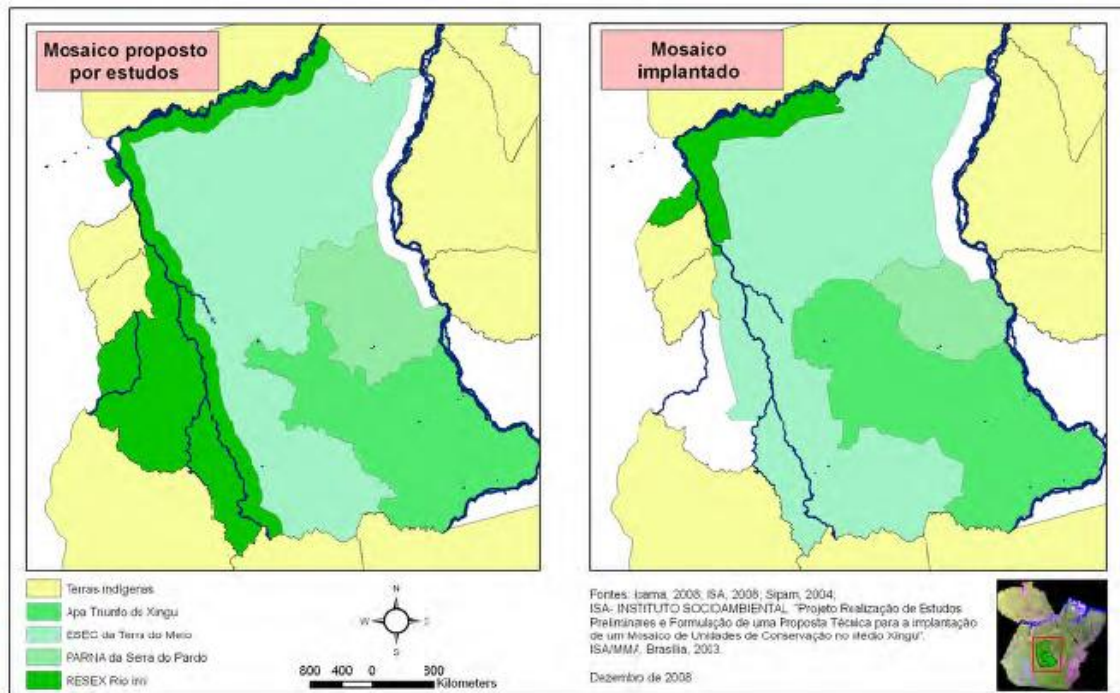 Mosaico proposto
por estudos
Mosaico
implantado
Terras indígenas
Apa Triunfo do Xingu
ESEC da Terra do Meio
PARNA da Serra do Pardo
RESEX Rio Iriri
N
W
S
800 400 0 800
Kilometers
Fontes: Ibama, 2008; ISA, 2008; Sipam, 2004;
ISA- INSTITUTO SOCIOAMBIENTAL "Projeto Realização de Estudos
Preliminares e Formulação de uma Proposta Técnica para a implantação
de um Mosaico de Unidades de Conservação no Médio Xingu".
ISA/MMA, Brasília, 2003.
Dezembro de 2008